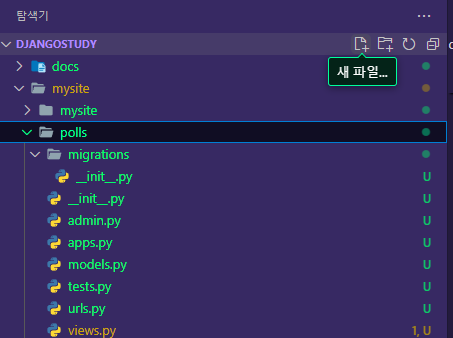 탐색기
DJANGOSTUDY
새 파일...
docs
mysite
mysite
polls
migrations
__init__.py U
__init__.py U
admin.py U
apps.py U
models.py U
tests.py U
urls.py U
views.py 1, U